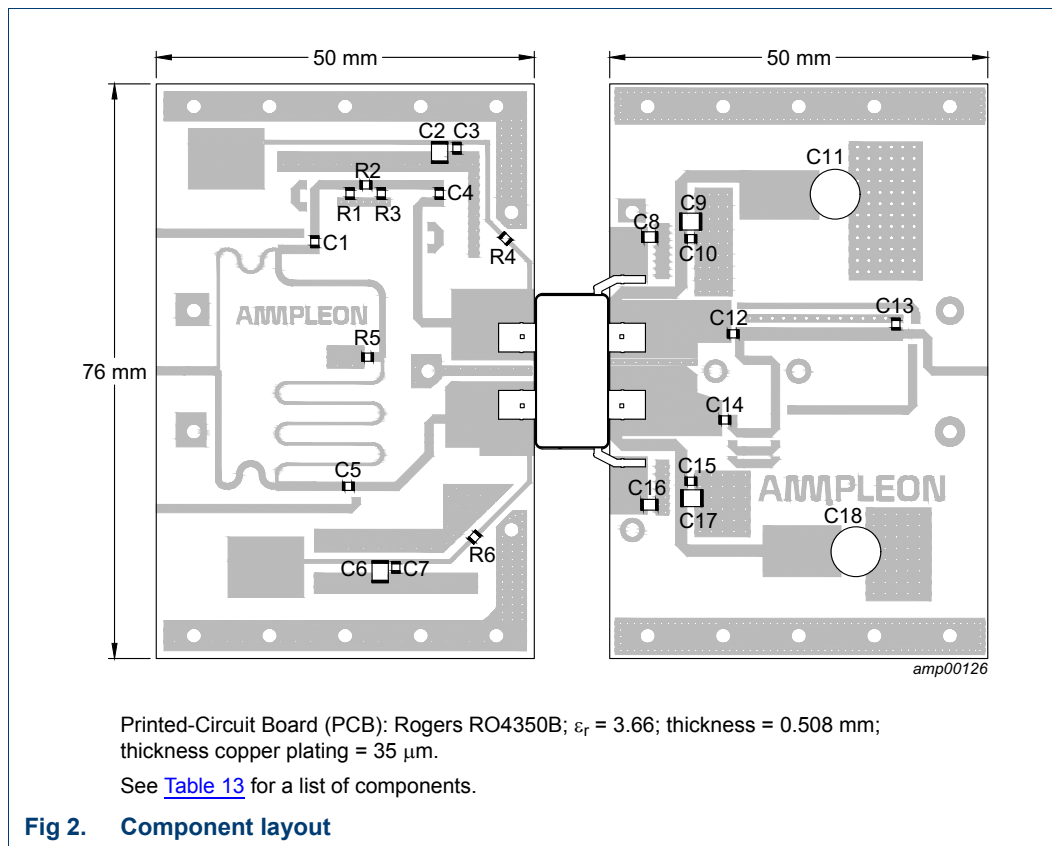 50 mm
50 mm
C2 C3
C11
R2
C9
R1 R3 C4
C8
C1
R4
C10
AMPLEON
C13
C12
R5
76 mm
C14
C5
C15
C16
AMPLEON
C17
C18
R6
C6 C7
amp00126
Printed-Circuit Board (PCB): Rogers RO4350B; εr = 3.66; thickness = 0.508 mm;
thickness copper plating = 35 μm.
See Table 13 for a list of components.
Fig 2. Component layout